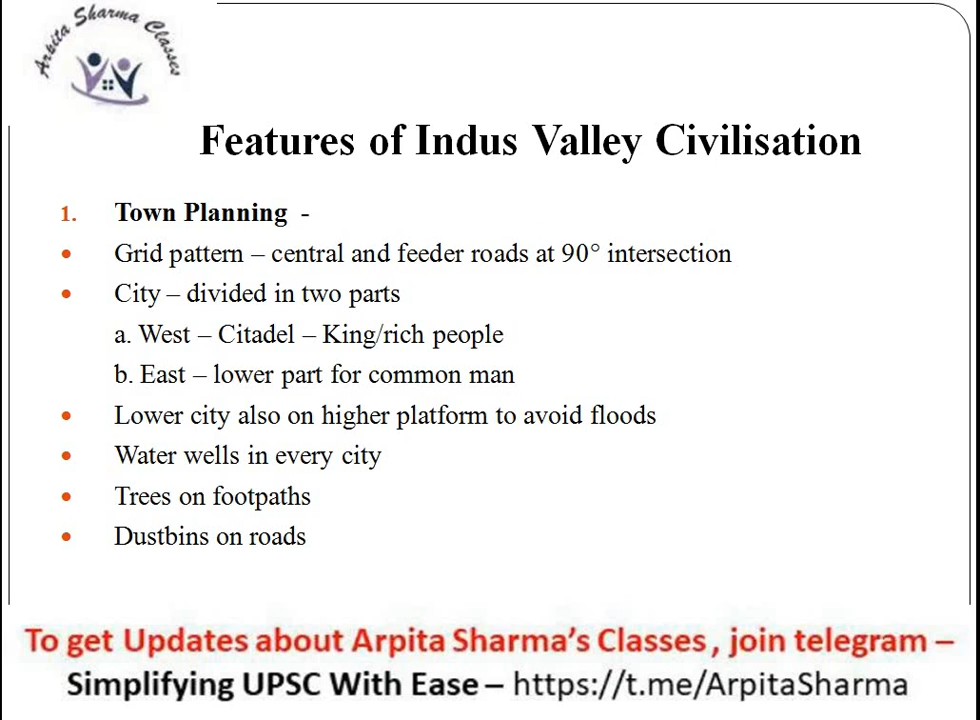 Arpita Sharma Classes
Features of Indus Valley Civilisation
1. Town Planning -
• Grid pattern – central and feeder roads at 90° intersection
• City – divided in two parts
a. West – Citadel – King/rich people
b. East – lower part for common man
• Lower city also on higher platform to avoid floods
• Water wells in every city
• Trees on footpaths
• Dustbins on roads
To get Updates about Arpita Sharma's Classes, join telegram –
Simplifying UPSC With Ease – https://t.me/ArpitaSharma